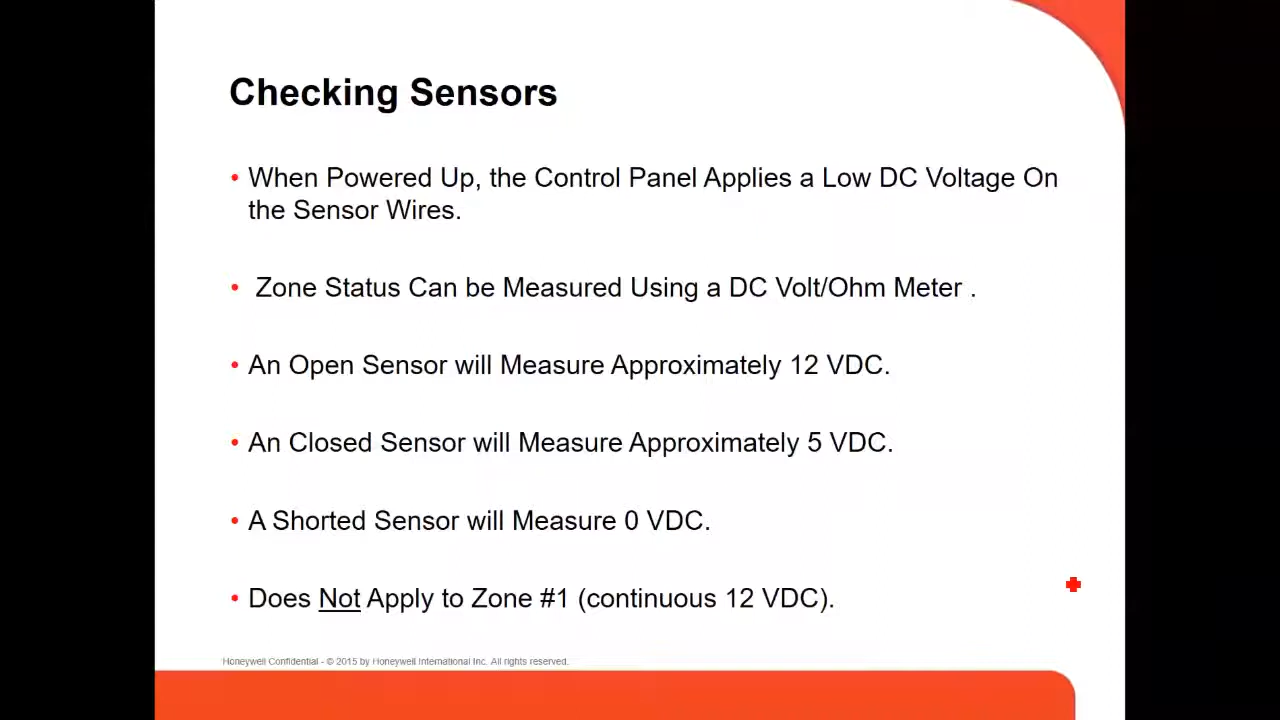 Checking Sensors
• When Powered Up, the Control Panel Applies a Low DC Voltage On
the Sensor Wires.
• Zone Status Can be Measured Using a DC Volt/Ohm Meter .
• An Open Sensor will Measure Approximately 12 VDC.
• An Closed Sensor will Measure Approximately 5 VDC.
• A Shorted Sensor will Measure 0 VDC.
• Does Not Apply to Zone #1 (continuous 12 VDC).
Honeywell Confidential - © 2015 by Honeywell International Inc. All rights reserved.